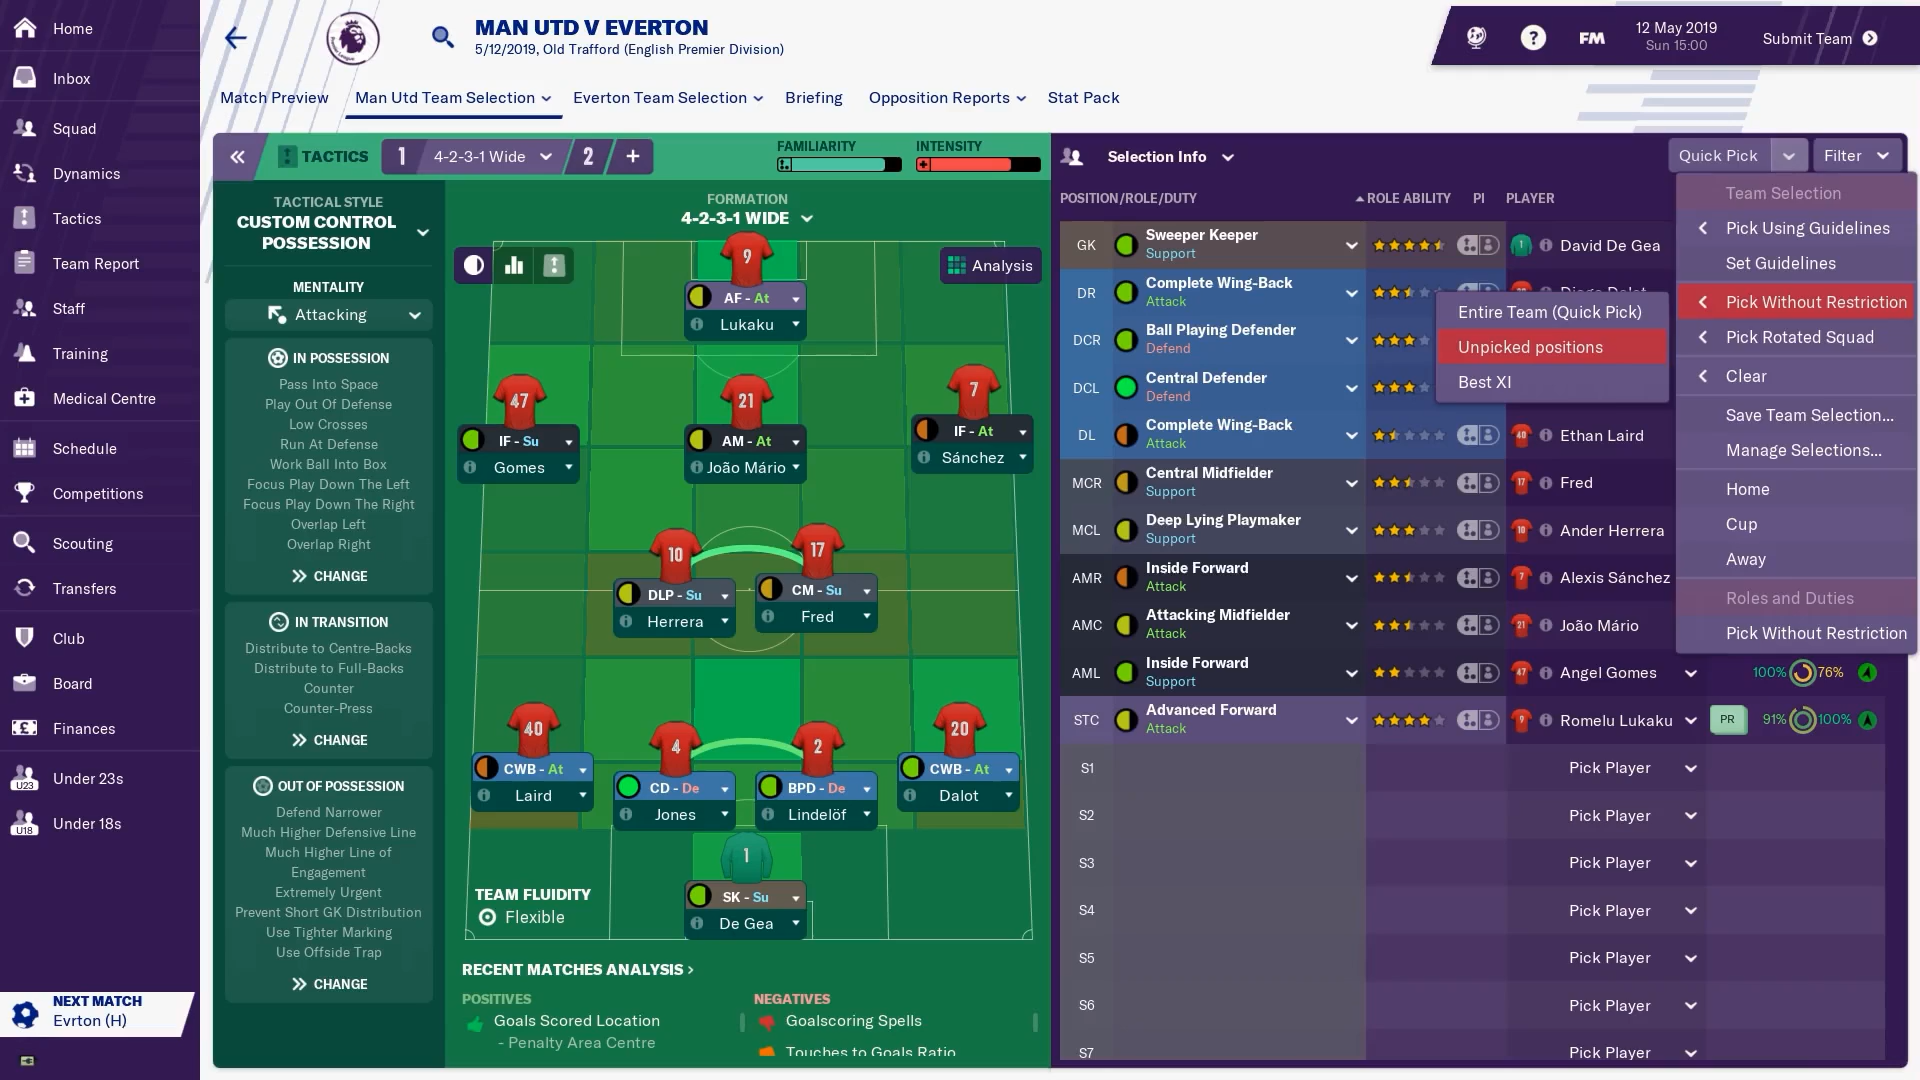 Home
Inbox
Squad
Dynamics
Tactics
Team Report
Staff
Training
Medical Centre
Schedule
Competitions
Scouting
Transfers
Club
Board
Finances
U23
Under 23s
U18
Under 18s
NEXT MATCH
Evrton (H)
MAN UTD V EVERTON
5/12/2019, Old Trafford (English Premier Division)
FM
12 May 2019
Sun 15:00
Submit Team
Match Preview
Man Utd Team Selection
Everton Team Selection
Briefing
Opposition Reports
Stat Pack
TACTICS
1
4-2-3-1 Wide
2
FAMILIARITY
INTENSITY
TACTICAL STYLE
CUSTOM CONTROL
POSSESSION
MENTALITY
Attacking
IN POSSESSION
Pass Into Space
Play Out Of Defense
Low Crosses
Run At Defense
Work Ball Into Box
Focus Play Down The Left
Focus Play Down The Right
Overlap Left
Overlap Right
CHANGE
IN TRANSITION
Distribute to Centre-Backs
Distribute to Full-Backs
Counter
Counter-Press
CHANGE
OUT OF POSSESSION
Defend Narrower
Much Higher Defensive Line
Much Higher Line of
Engagement
Extremely Urgent
Prevent Short GK Distribution
Use Tighter Marking
Use Offside Trap
CHANGE
FORMATION
4-2-3-1 WIDE
Analysis
9
AF - At
Lukaku
47
IF - Su
Gomes
21
AM - At
João Mário
7
IF - At
Sánchez
10
DLP - Su
Herrera
17
CM - Su
Fred
40
CWB - At
Laird
4
CD - De
Jones
2
BPD - De
Lindelöf
20
CWB - At
Dalot
1
SK - Su
De Gea
TEAM FLUIDITY
Flexible
RECENT MATCHES ANALYSIS
POSITIVES
Goals Scored Location
- Penalty Area Centre
NEGATIVES
Goalscoring Spells
Touches to Goals Ratio
Selection Info
Quick Pick
Filter
POSITION/ROLE/DUTY
ROLE ABILITY
PI
PLAYER
GK
Sweeper Keeper
Support
1
David De Gea
DR
Complete Wing-Back
Attack
Diogo Dalot
DCR
Ball Playing Defender
Defend
DCL
Central Defender
Defend
DL
Complete Wing-Back
Attack
40
Ethan Laird
MCR
Central Midfielder
Support
17
Fred
MCL
Deep Lying Playmaker
Support
10
Ander Herrera
AMR
Inside Forward
Attack
7
Alexis Sánchez
AMC
Attacking Midfielder
Attack
21
João Mário
AML
Inside Forward
Support
47
Angel Gomes
100%
76%
STC
Advanced Forward
Attack
9
Romelu Lukaku
PR
91%
100%
S1
Pick Player
S2
Pick Player
S3
Pick Player
S4
Pick Player
S5
Pick Player
S6
Pick Player
S7
Pick Player
Entire Team (Quick Pick)
Unpicked positions
Best XI
Team Selection
Pick Using Guidelines
Set Guidelines
Pick Without Restriction
Pick Rotated Squad
Clear
Save Team Selection...
Manage Selections...
Home
Cup
Away
Roles and Duties
Pick Without Restriction